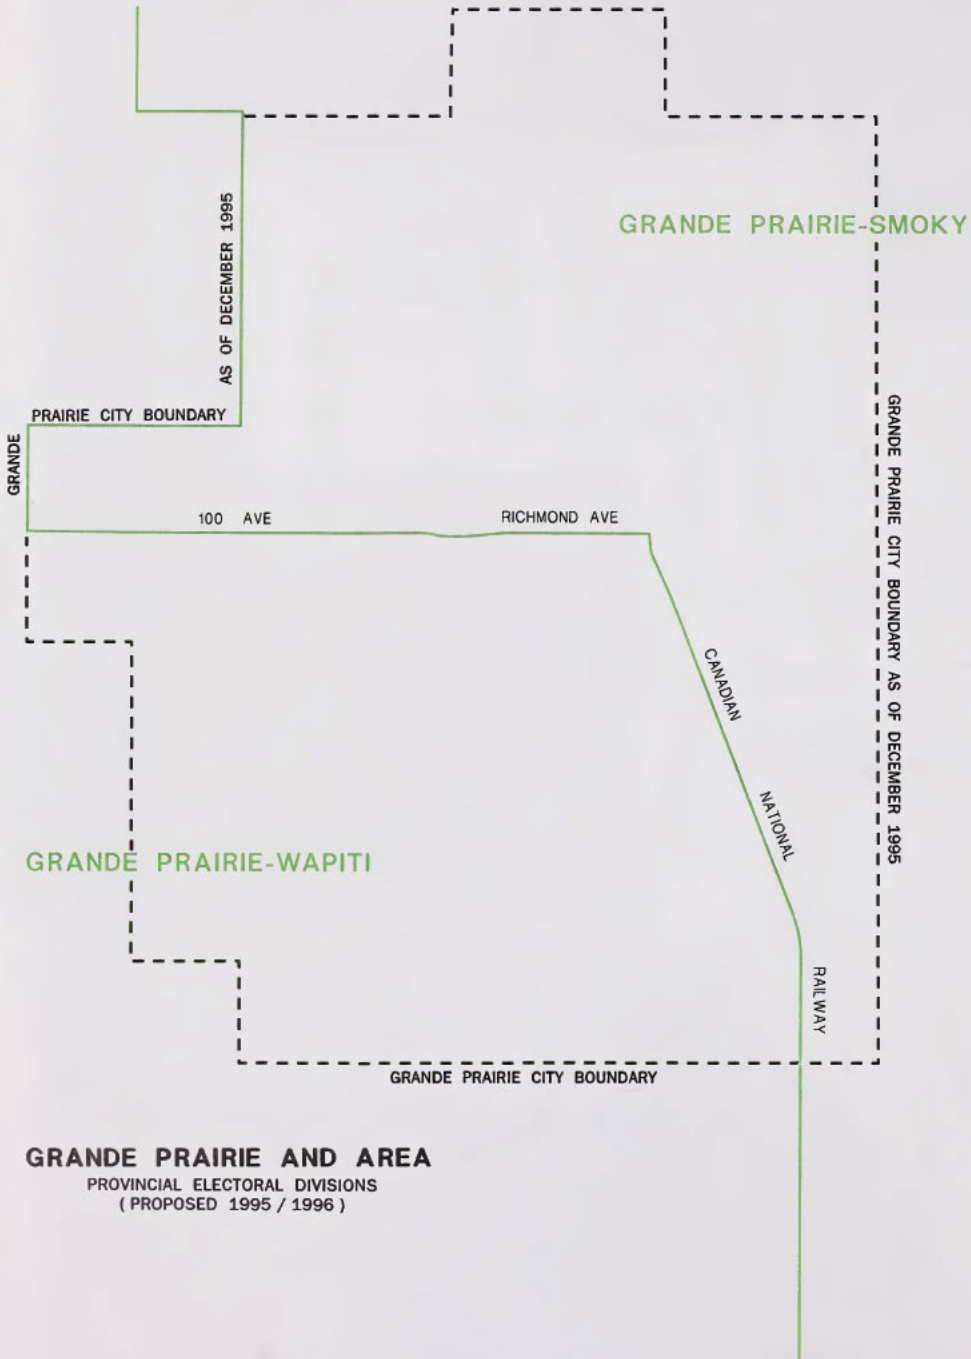 GRANDE PRAIRIE-SMOKY
AS OF DECEMBER 1995
PRAIRIE CITY BOUNDARY
GRANDE
100 AVE
RICHMOND AVE
GRANDE PRAIRIE CITY BOUNDARY AS OF DECEMBER 1995
CANADIAN
NATIONAL
GRANDE PRAIRIE-WAPITI
RAILWAY
GRANDE PRAIRIE CITY BOUNDARY
GRANDE PRAIRIE AND AREA
PROVINCIAL ELECTORAL DIVISIONS
( PROPOSED 1995 / 1996 )